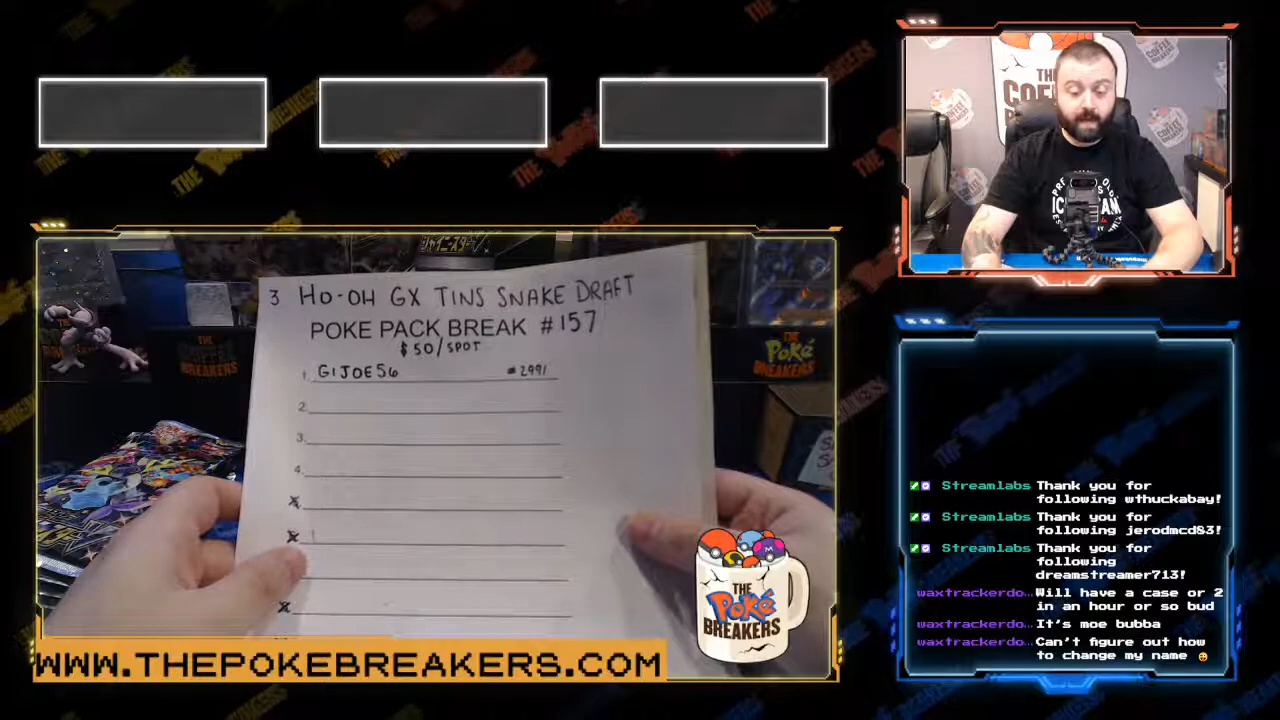 3 HO-OH GX TINS SNAKE DRAFT
POKE PACK BREAK #157
$50/SPOT
1. GIJOE56 #2991
2.
3.
4.
THE
Poké
BREAKERS
THE
Poké
BREAKERS
WWW.THEPOKEBREAKERS.COM
Streamlabs Thank you for
following wthuckabay!
Streamlabs Thank you for
following jerodmcd83!
Streamlabs Thank you for
following
dreamstreamer713!
waxtrackerdo... Will have a case or 2
in an hour or so bud
waxtrackerdo... It's moe bubba
waxtrackerdo... Can't figure out how
to change my name